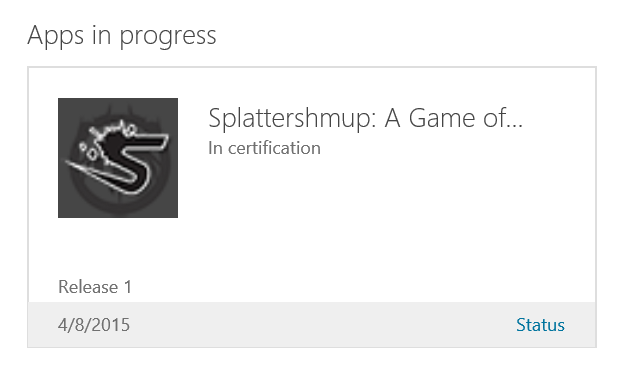 Apps in progress
Splattershmup: A Game of...
In certification
Release 1
4/8/2015
Status